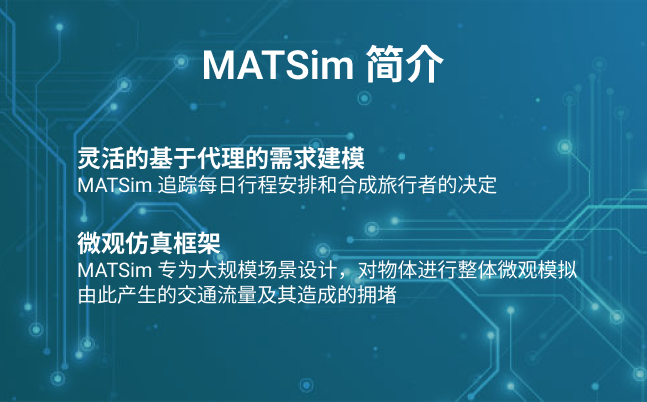 MATSim 简介
灵活的基于代理的需求建模
MATSim 追踪每日行程安排和合成旅行者的决定
微观仿真框架
MATSim 专为大规模场景设计，对物体进行整体微观模拟
由此产生的交通流量及其造成的拥堵